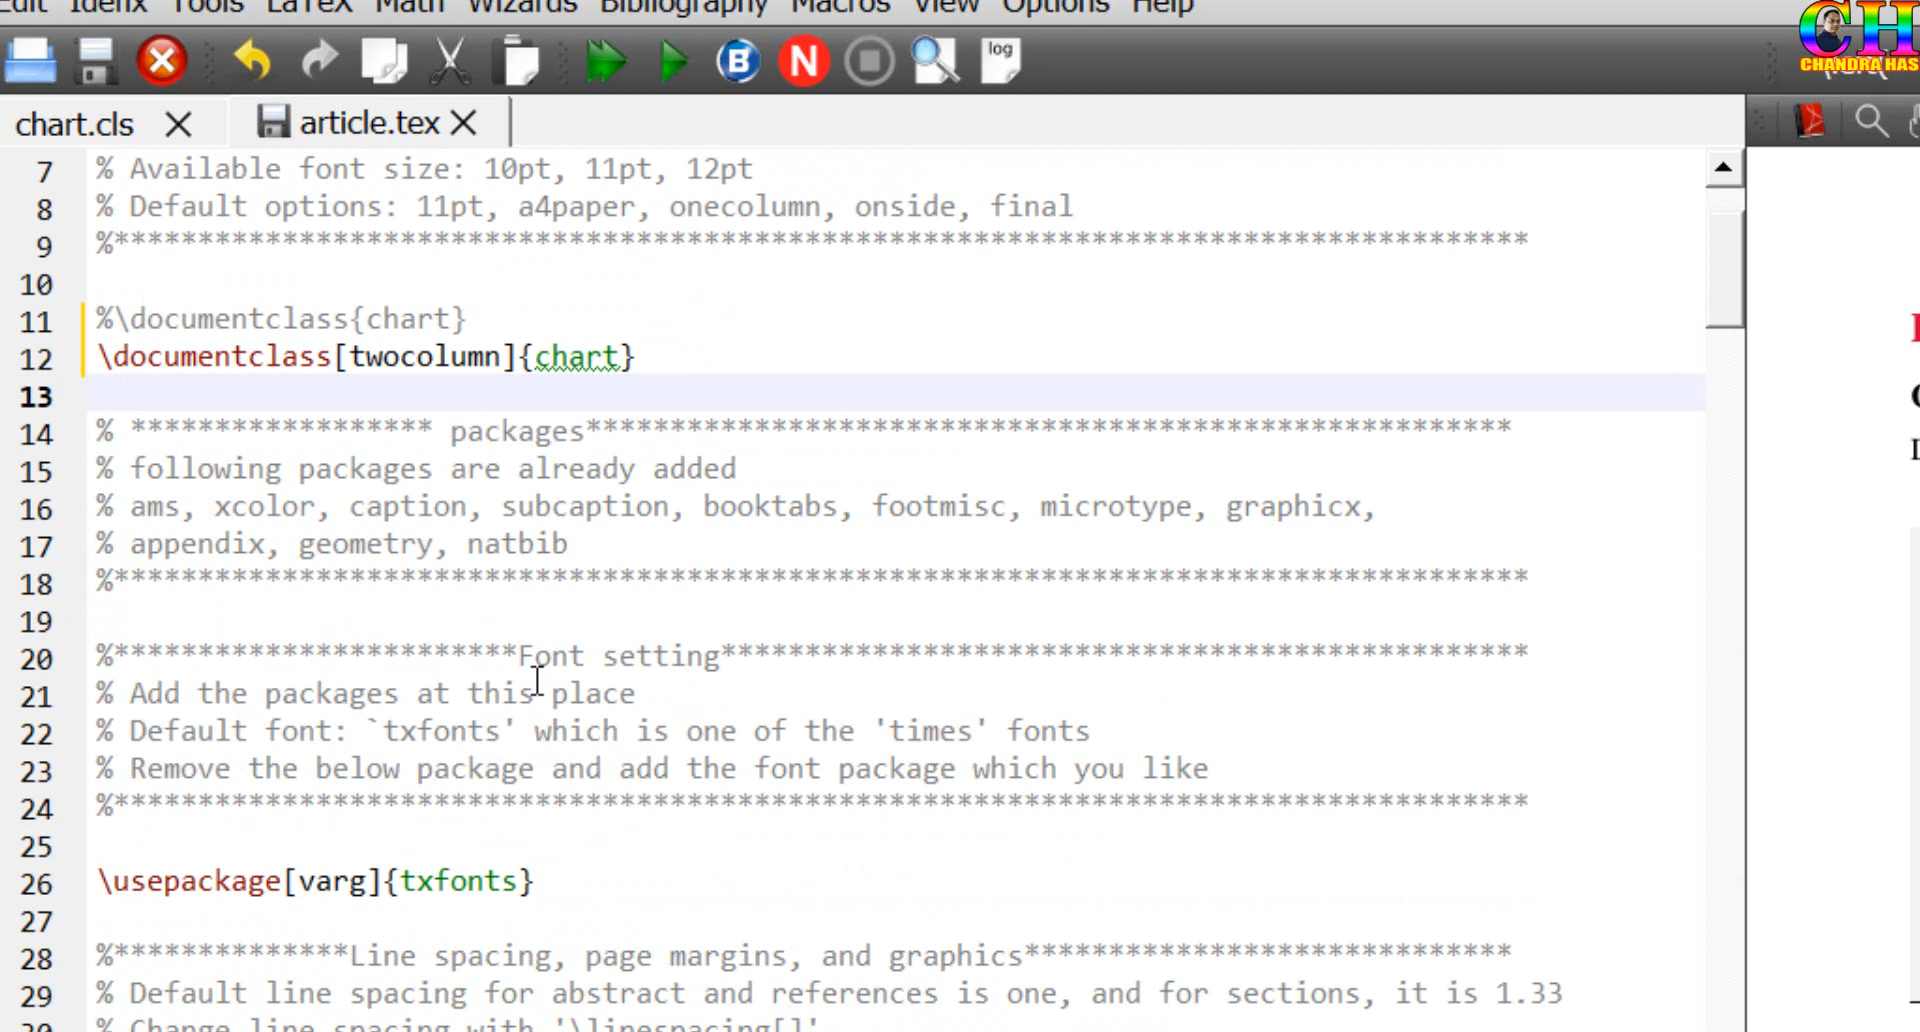 Edit Idefix Tools LaTeX Math Wizards Bibliography Macros View Options Help
CH
CHANDRA HAS
B N log
chart.cls article.tex
7 % Available font size: 10pt, 11pt, 12pt
8 % Default options: 11pt, a4paper, onecolumn, onside, final
9 %************************************************************************************
10
11 %\documentclass{chart}
12 \documentclass[twocolumn]{chart}
13
14 % ****************** packages*******************************************************
15 % following packages are already added
16 % ams, xcolor, caption, subcaption, booktabs, footmisc, microtype, graphicx,
17 % appendix, geometry, natbib
18 %************************************************************************************
19
20 %************************Font setting************************************************
21 % Add the packages at this place
22 % Default font: `txfonts' which is one of the 'times' fonts
23 % Remove the below package and add the font package which you like
24 %************************************************************************************
25
26 \usepackage[varg]{txfonts}
27
28 %**************Line spacing, page margins, and graphics*****************************
29 % Default line spacing for abstract and references is one, and for sections, it is 1.33
30 % Change line spacing with '\linespacing[]'